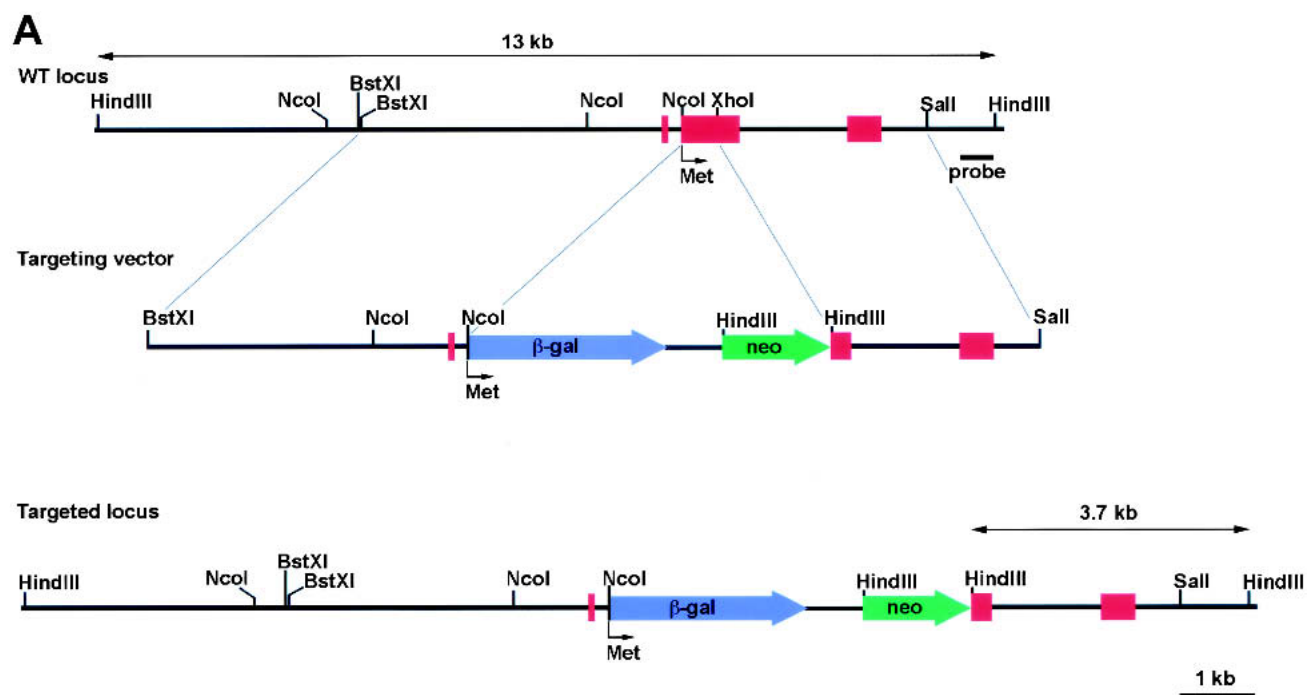 A
13 kb
WT locus
HindIII NcoI BstXI BstXI NcoI NcoI XhoI SalI HindIII
Met
probe
Targeting vector
BstXI NcoI NcoI HindIII HindIII SalI
β-gal neo
Met
Targeted locus
3.7 kb
HindIII NcoI BstXI BstXI NcoI NcoI HindIII HindIII SalI HindIII
β-gal neo
Met
1 kb